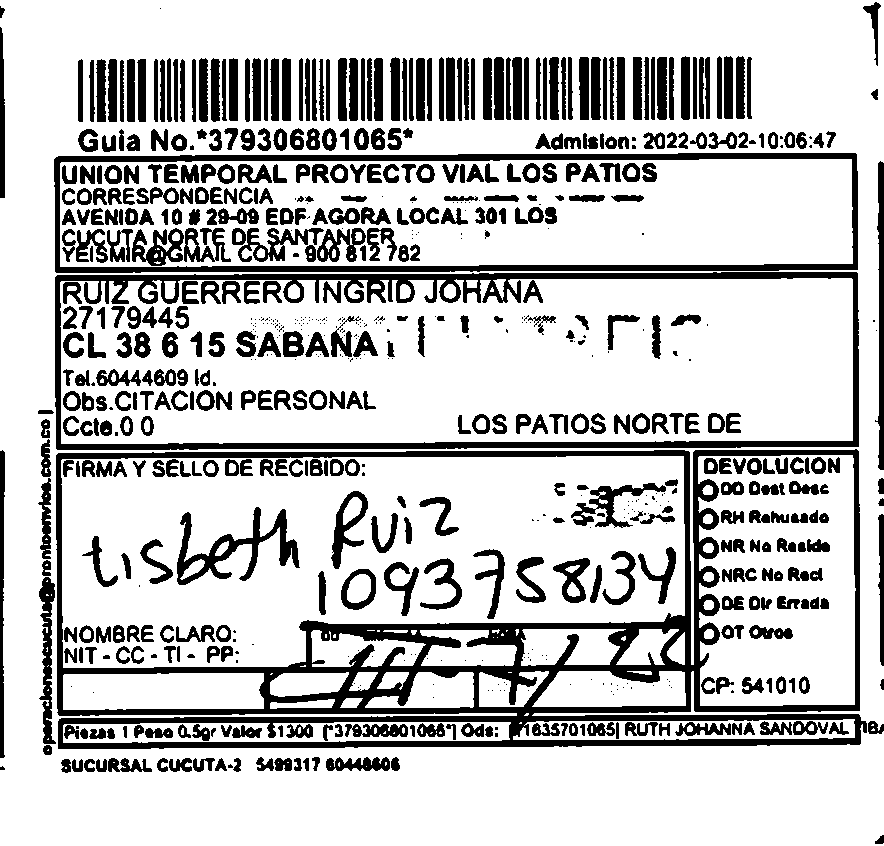 Guia No.*379306801065*
Admision: 2022-03-02-10:06:47
UNION TEMPORAL PROYECTO VIAL LOS PATIOS
CORRESPONDENCIA
AVENIDA 10 # 29-09 EDF AGORA LOCAL 301 LOS
CUCUTA NORTE DE SANTANDER
YEISMIR@GMAIL COM - 900 812 782
RUIZ GUERRERO INGRID JOHANA
27179445
CL 38 6 15 SABANA
Tel.60444609 Id.
Obs.CITACION PERSONAL
Ccte.0 0
LOS PATIOS NORTE DE
operacionescucuta@prontoenvios.com.co |
FIRMA Y SELLO DE RECIBIDO:
Lisbeth Ruiz
1093758134
NOMBRE CLARO:
NIT - CC - TI - PP:
DEVOLUCION
DD Dest Desc
RH Rehusado
NR No Reside
NRC No Recl
DE Dir Errada
OT Otros
CP: 541010
Piezas 1 Peso 0.5gr Valor $1300 [*379306801065*] Ods: 1635701065| RUTH JOHANNA SANDOVAL
SUCURSAL CUCUTA-2 5499317 60448606